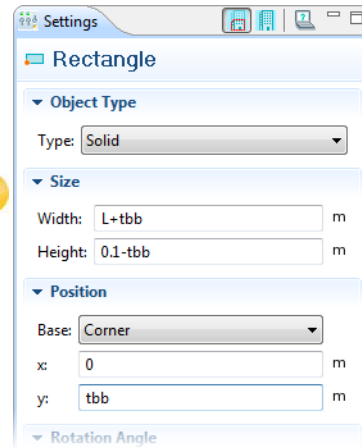 Settings
Rectangle
Object Type
Type: Solid
Size
Width: L+tbb m
Height: 0.1-tbb m
Position
Base: Corner
x: 0 m
y: tbb m
Rotation Angle